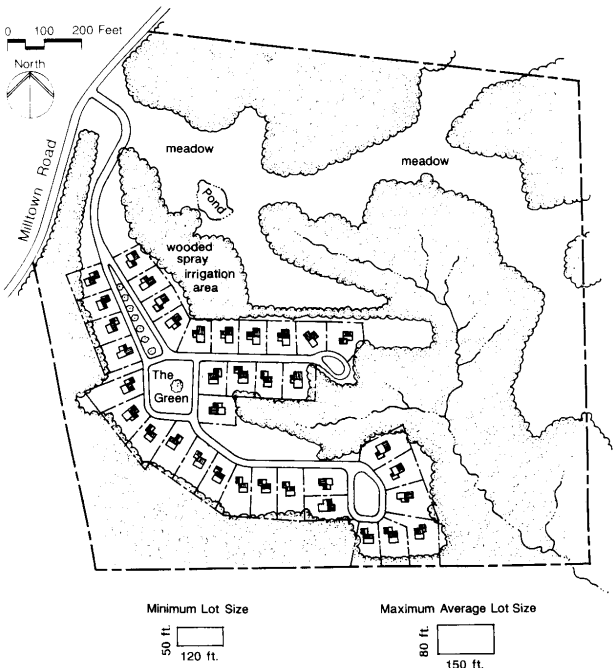 0 100 200 Feet
North
Milltown Road
meadow
meadow
Pond
wooded
spray
irrigation
area
The
Green
Minimum Lot Size
50 ft.
120 ft.
Maximum Average Lot Size
80 ft.
150 ft.